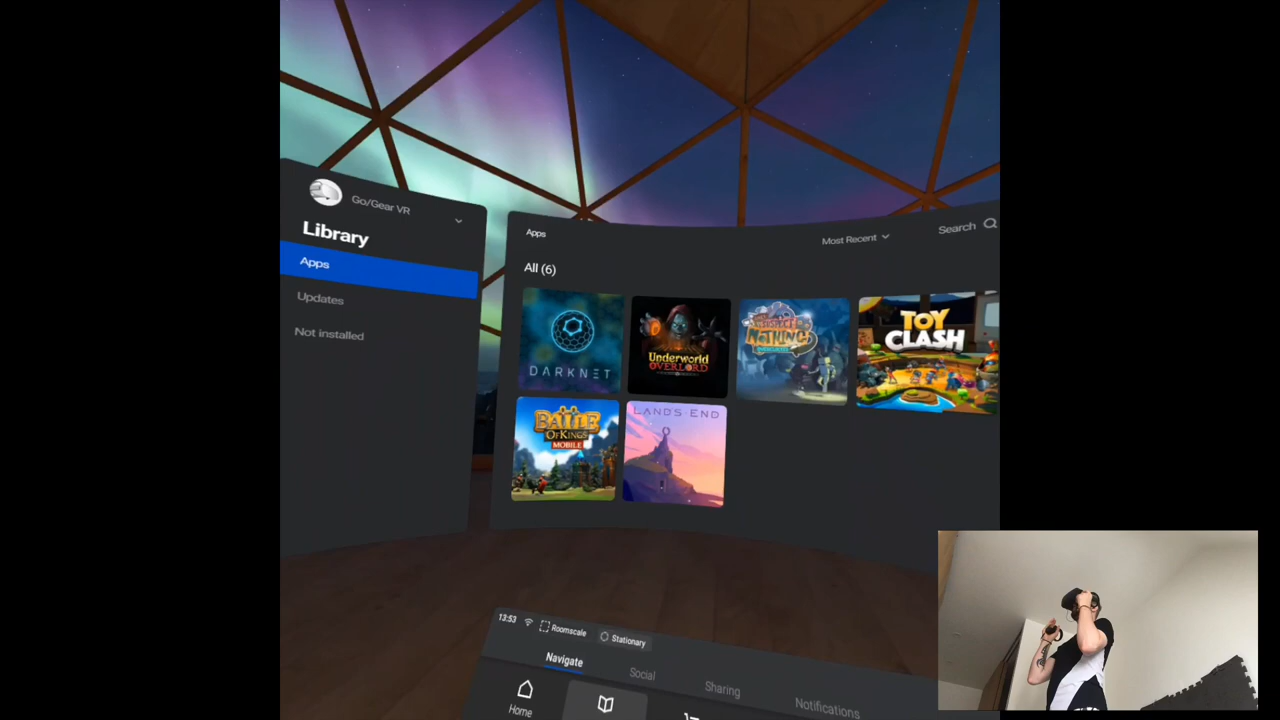 Go/Gear VR
Library
Apps
Updates
Not installed
Apps
Most Recent
Search
All (6)
DARKNET
Underworld
OVERLORD
NOTHING
TOY
CLASH
BATTLE
OF KINGS
MOBILE
LAND'S END
13:53
Roomscale
Stationary
Navigate
Social
Sharing
Notifications
Home